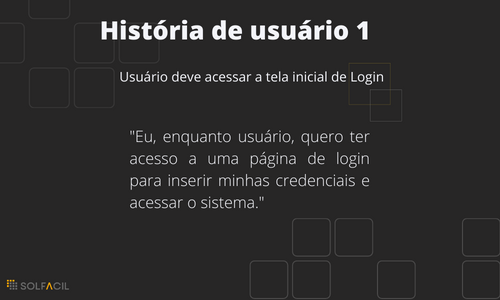 História de usuário 1
Usuário deve acessar a tela inicial de Login
"Eu, enquanto usuário, quero ter
acesso a uma página de login
para inserir minhas credenciais e
acessar o sistema."
SOLFÁCIL